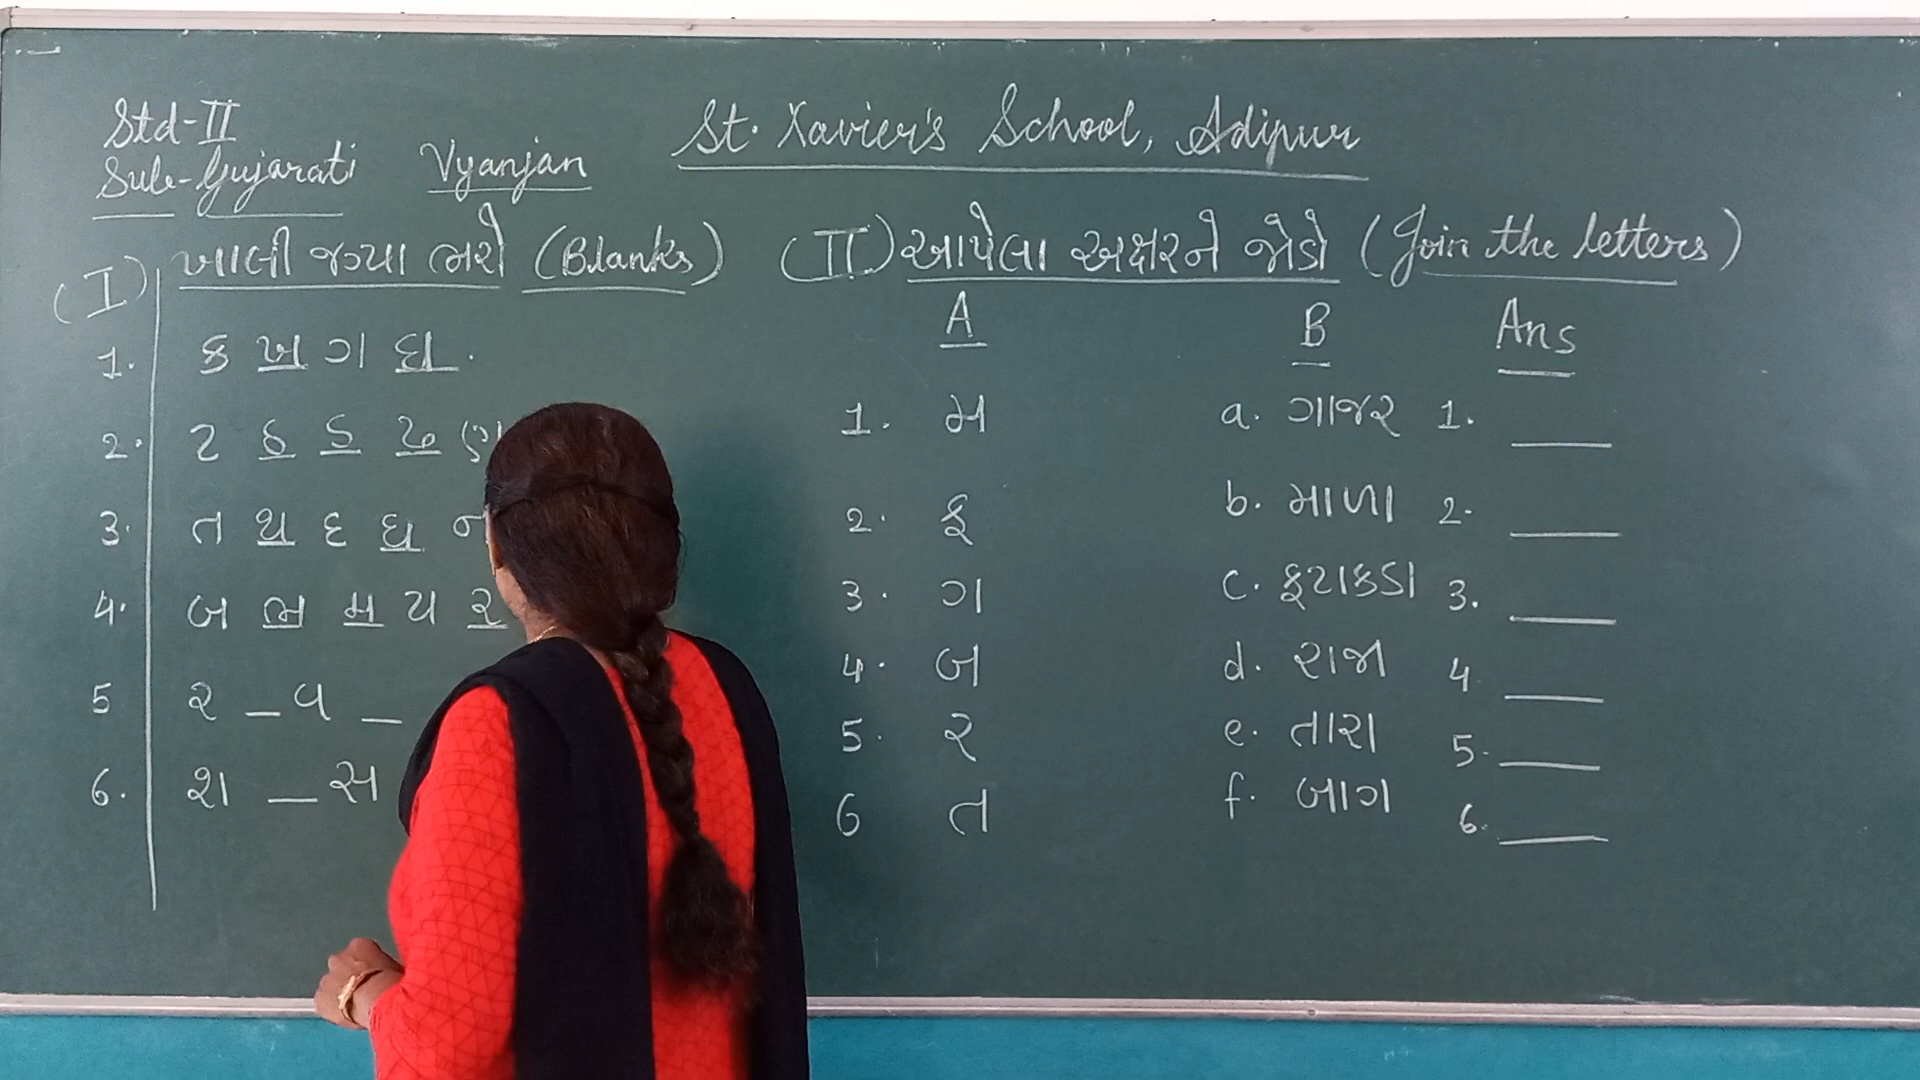 Std-II
Sub-Gujarati Vyanjan St. Xavier's School, Adipur
(I) ખાલી જગ્યા ભરો (Blanks)
1. ક ખ ગ ઘ.
2. ટ ઠ ડ ઢ ણ
3. ત થ દ ધ ન
4. બ ભ મ ય ર
5 ર _ વ _
6. શ _ સ
(II) આપેલા અક્ષરને જોડો (Join the letters)
A B Ans
1. મ a. ગાજર 1. ___
2. ફ b. માળા 2. ___
3. ગ c. ફટાકડા 3. ___
4. બ d. રાજા 4 ___
5. ર e. તારા 5. ___
6 ત f. બાગ 6. ___